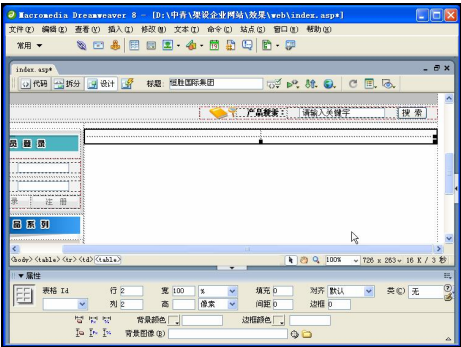 Macromedia Dreamweaver 8 - [D:\中青\架设企业网站\效果\web\index.asp*]
文件(F) 编辑(E) 查看(V) 插入(I) 修改(M) 文本(T) 命令(C) 站点(S) 窗口(W) 帮助(H)
常用
index.asp*
代码 拆分 设计 标题: 恒胜国际集团
产品搜索: 请输入关键字 搜 索
员 登 录
录 注 册
品 系 列
<body><table><tr><td><table> 100% 726 x 263 16 K / 3 秒
属性
表格 Id 行 2 宽 100 % 填充 0 对齐 默认 类(C) 无
列 2 高 像素 间距 0 边框 0
背景颜色 边框颜色
背景图像(B)